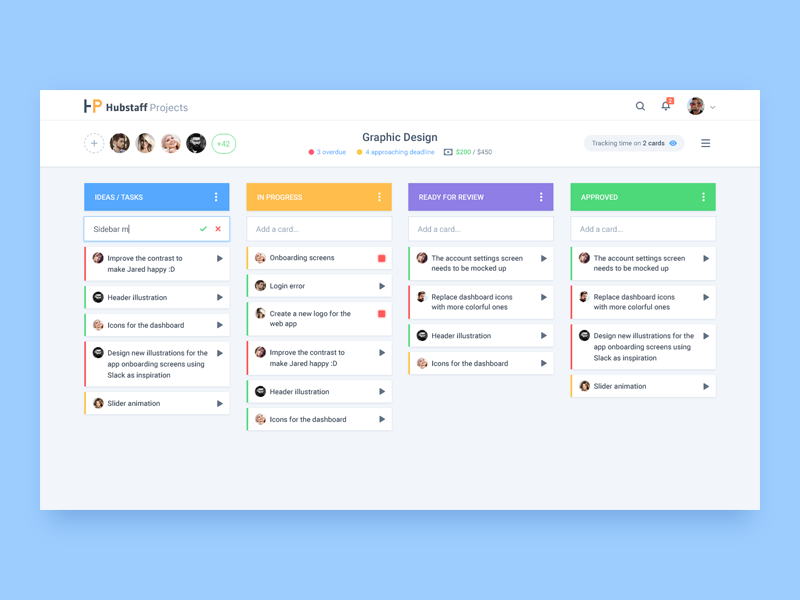 HP Hubstaff Projects
2
+42
Graphic Design
3 overdue
4 approaching deadline
$200 / $450
Tracking time on 2 cards
IDEAS / TASKS
Sidebar m
Improve the contrast to
make Jared happy :D
Header illustration
Icons for the dashboard
Design new illustrations for the
app onboarding screens using
Slack as inspiration
Slider animation
IN PROGRESS
Add a card...
Onboarding screens
Login error
Create a new logo for the
web app
Improve the contrast to
make Jared happy :D
Header illustration
Icons for the dashboard
READY FOR REVIEW
Add a card...
The account settings screen
needs to be mocked up
Replace dashboard icons
with more colorful ones
Header illustration
Icons for the dashboard
APPROVED
Add a card...
The account settings screen
needs to be mocked up
Replace dashboard icons
with more colorful ones
Design new illustrations for the
app onboarding screens using
Slack as inspiration
Slide animation